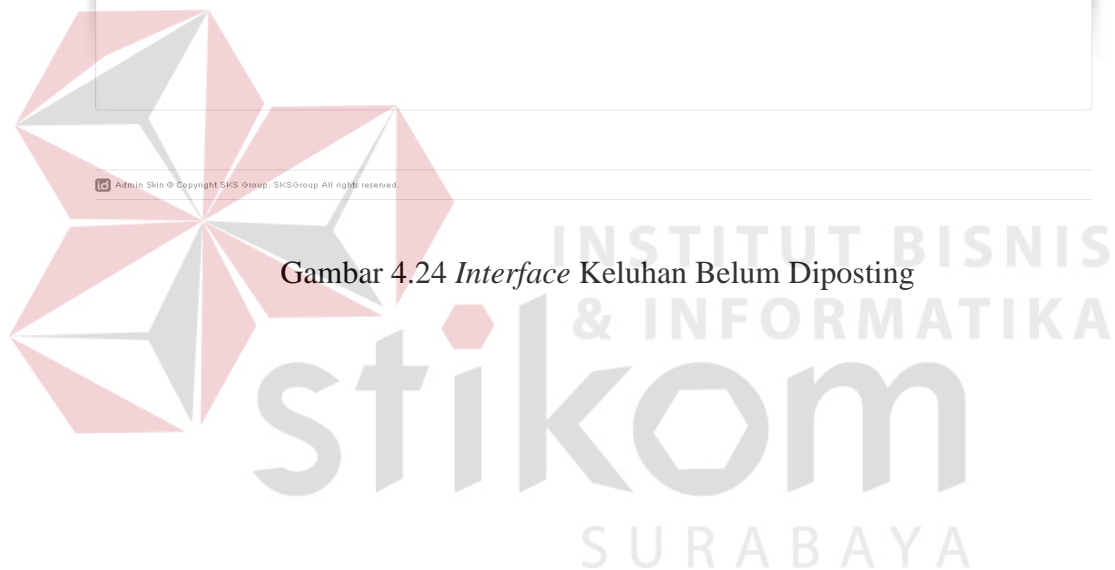 Admin Skin © Copyright SKS Group. SKSGroup All rights reserved.
INSTITUT BISNIS
Gambar 4.24 Interface Keluhan Belum Diposting
& INFORMATIKA
stikom
SURABAYA